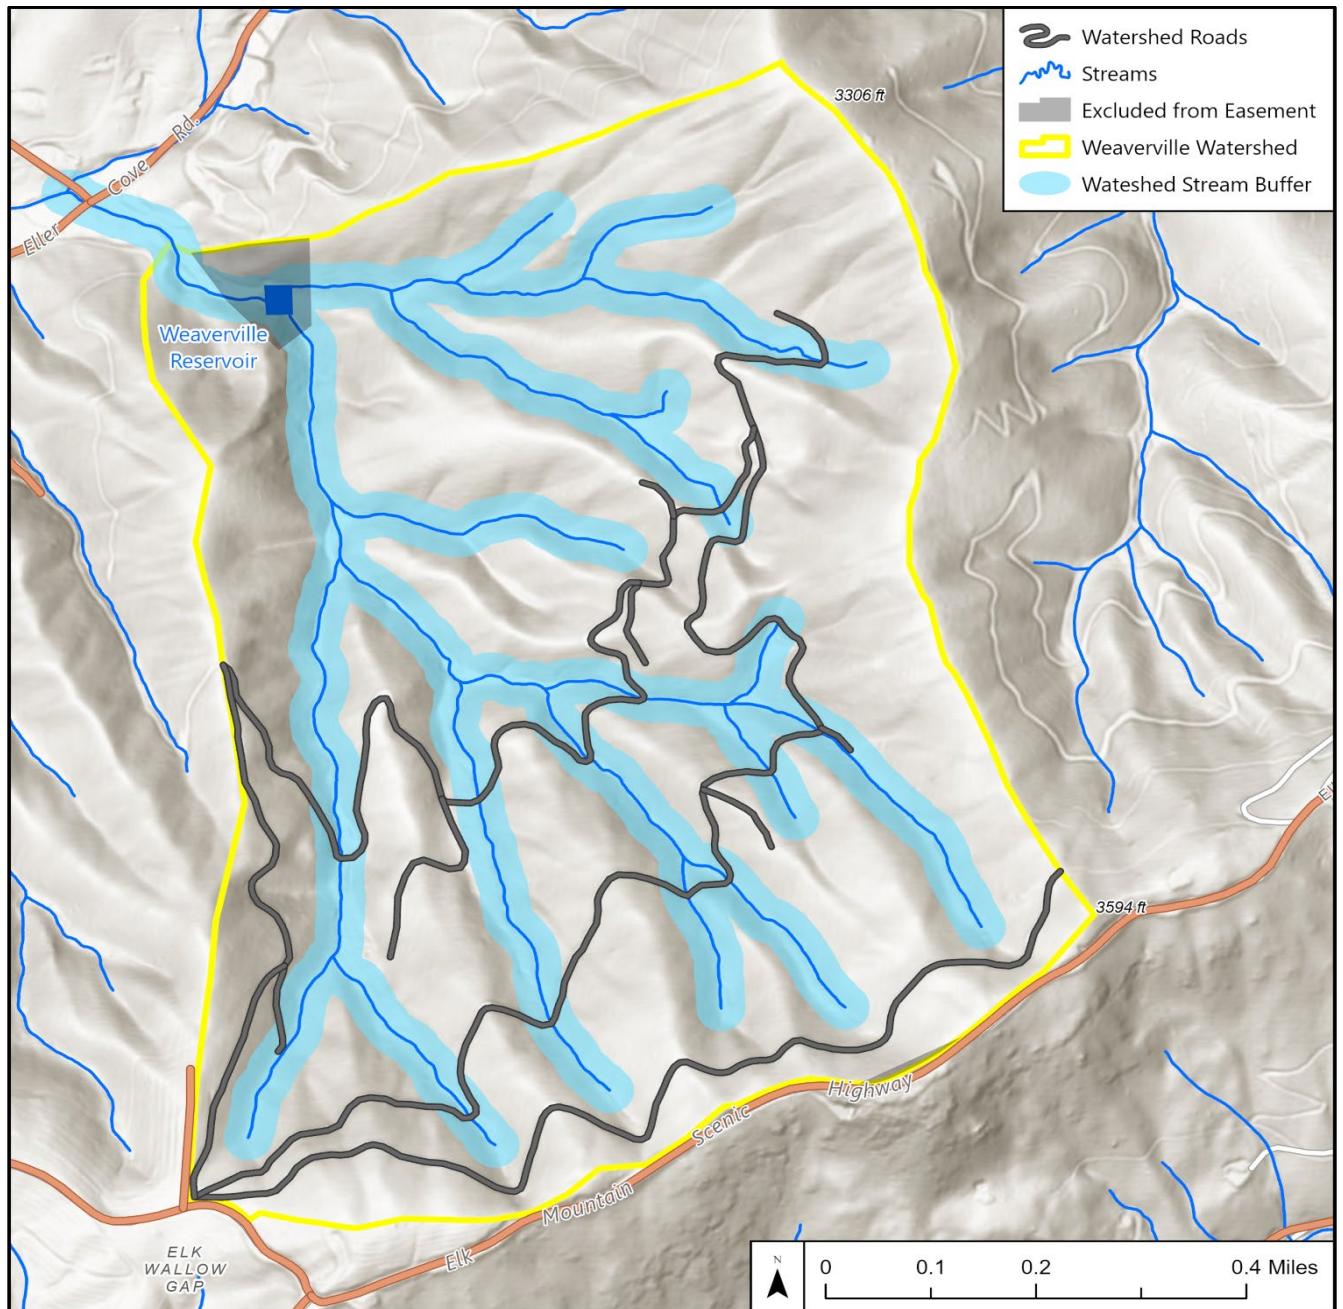 Watershed Roads
Streams
Excluded from Easement
Weaverville Watershed
Wateshed Stream Buffer
3306 ft
Eller Cove Rd.
Weaverville
Reservoir
3594 ft
Elk Mountain Scenic Highway
ELK
WALLOW
GAP
N
0 0.1 0.2 0.4 Miles